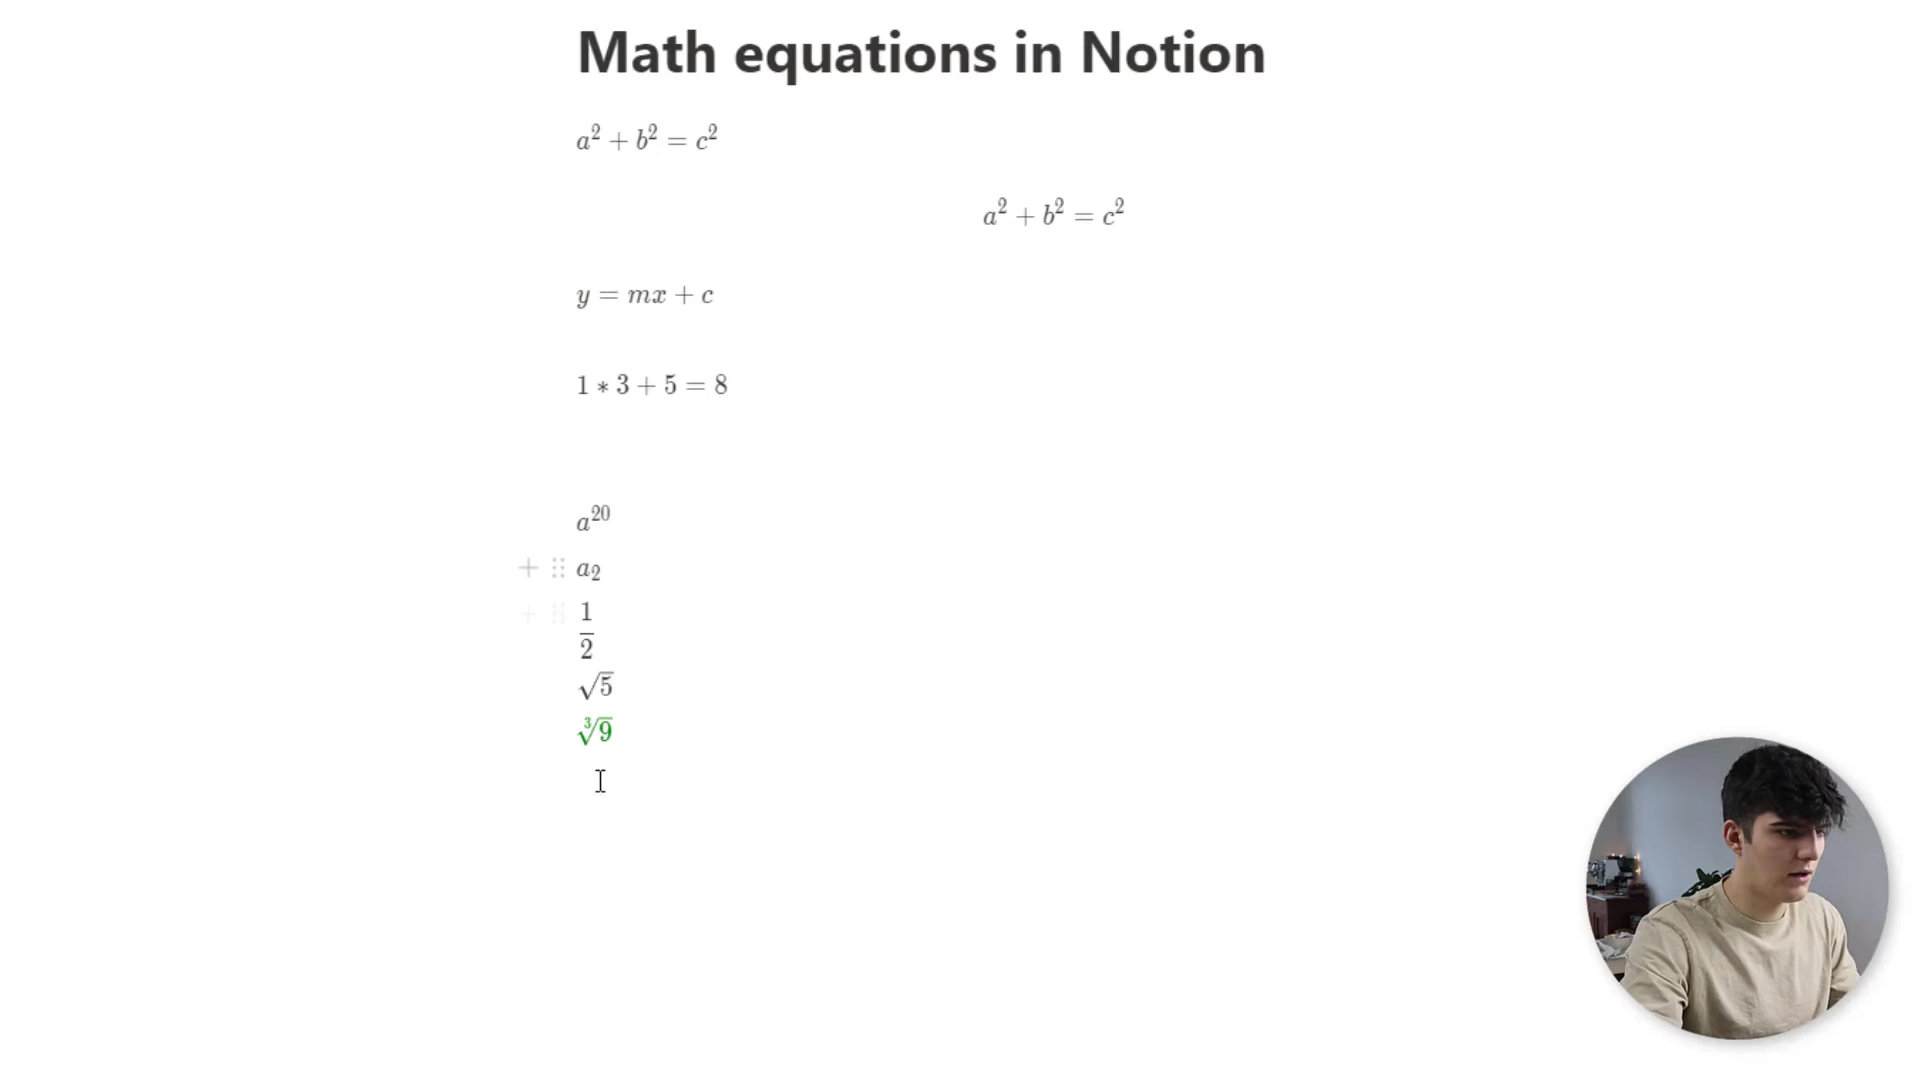 Math equations in Notion
a² + b² = c²
a² + b² = c²
y = mx + c
1 * 3 + 5 = 8
a²⁰
a₂
1/2
√5
∛9